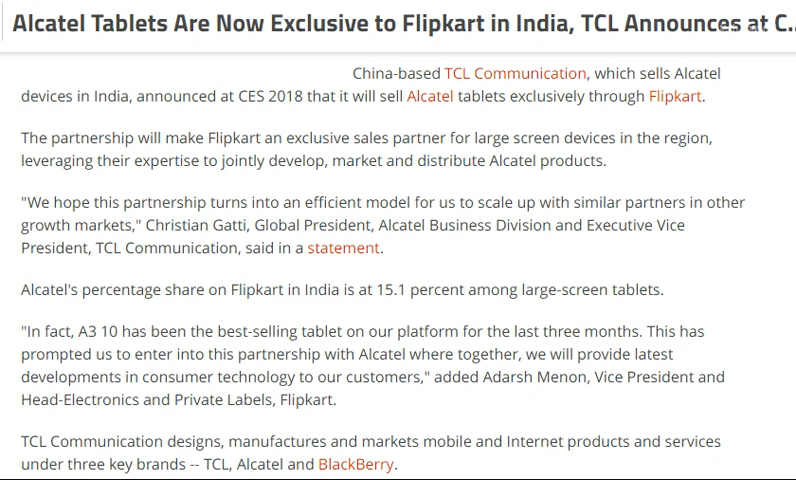 Alcatel Tablets Are Now Exclusive to Flipkart in India, TCL Announces at C..
China-based TCL Communication, which sells Alcatel
devices in India, announced at CES 2018 that it will sell Alcatel tablets exclusively through Flipkart.
The partnership will make Flipkart an exclusive sales partner for large screen devices in the region,
leveraging their expertise to jointly develop, market and distribute Alcatel products.
"We hope this partnership turns into an efficient model for us to scale up with similar partners in other
growth markets," Christian Gatti, Global President, Alcatel Business Division and Executive Vice
President, TCL Communication, said in a statement.
Alcatel's percentage share on Flipkart in India is at 15.1 percent among large-screen tablets.
"In fact, A3 10 has been the best-selling tablet on our platform for the last three months. This has
prompted us to enter into this partnership with Alcatel where together, we will provide latest
developments in consumer technology to our customers," added Adarsh Menon, Vice President and
Head-Electronics and Private Labels, Flipkart.
TCL Communication designs, manufactures and markets mobile and Internet products and services
under three key brands -- TCL, Alcatel and BlackBerry.